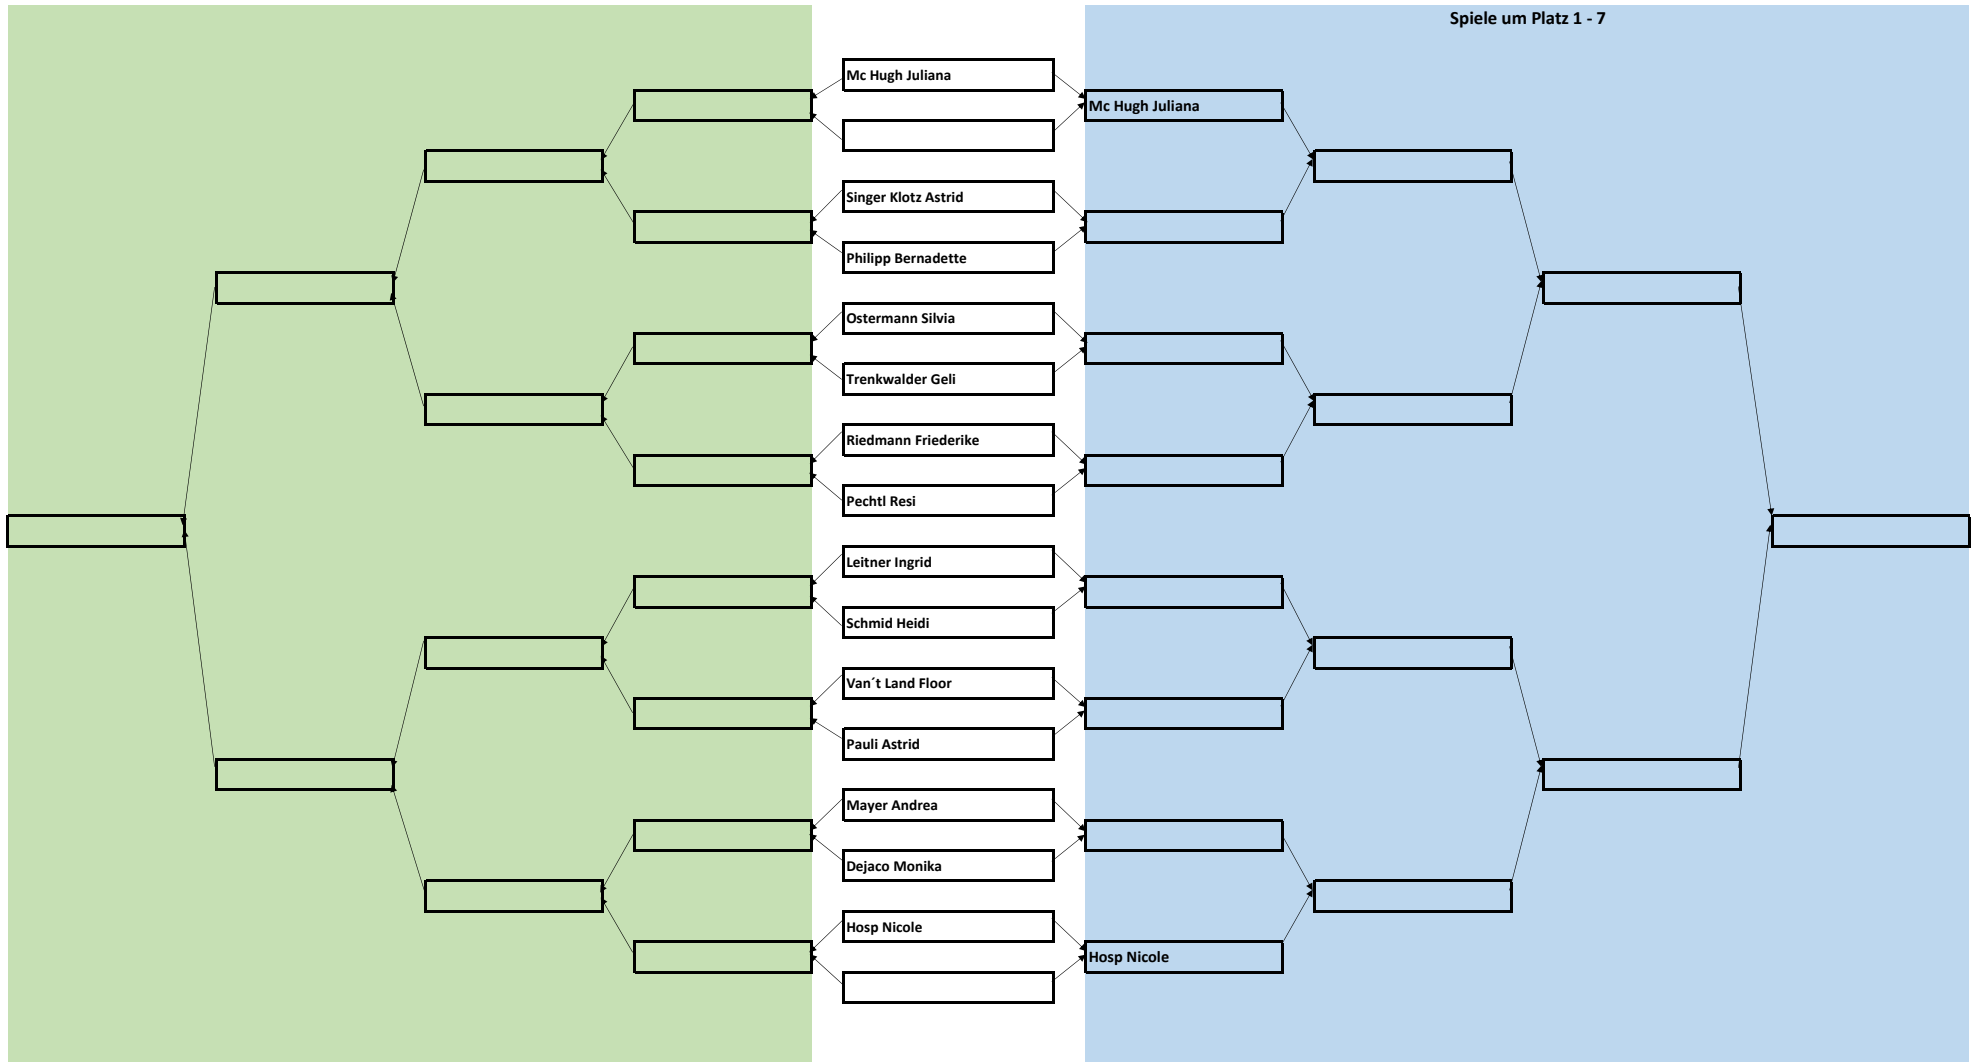 Spiele um Platz 1 - 7
Mc Hugh Juliana
Mc Hugh Juliana
Singer Klotz Astrid
Philipp Bernadette
Ostermann Silvia
Trenkwalder Geli
Riedmann Friederike
Pechtl Resi
Leitner Ingrid
Schmid Heidi
Van´t Land Floor
Pauli Astrid
Mayer Andrea
Dejaco Monika
Hosp Nicole
Hosp Nicole